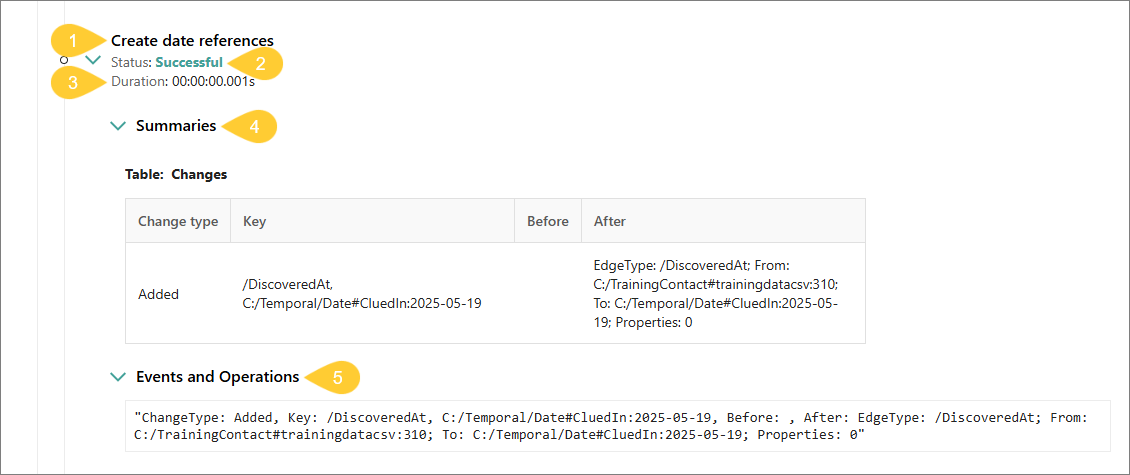 1 Create date references
Status: Successful 2
3 Duration: 00:00:00.001s
Summaries 4
Table: Changes
Change type Key Before After
Added /DiscoveredAt, C:/Temporal/Date#CluedIn:2025-05-19
EdgeType: /DiscoveredAt; From:
C:/TrainingContact#trainingdatacsv:310;
To: C:/Temporal/Date#CluedIn:2025-05-
19; Properties: 0
Events and Operations 5
"ChangeType: Added, Key: /DiscoveredAt, C:/Temporal/Date#CluedIn:2025-05-19, Before: , After: EdgeType: /DiscoveredAt; From:
C:/TrainingContact#trainingdatacsv:310; To: C:/Temporal/Date#CluedIn:2025-05-19; Properties: 0"